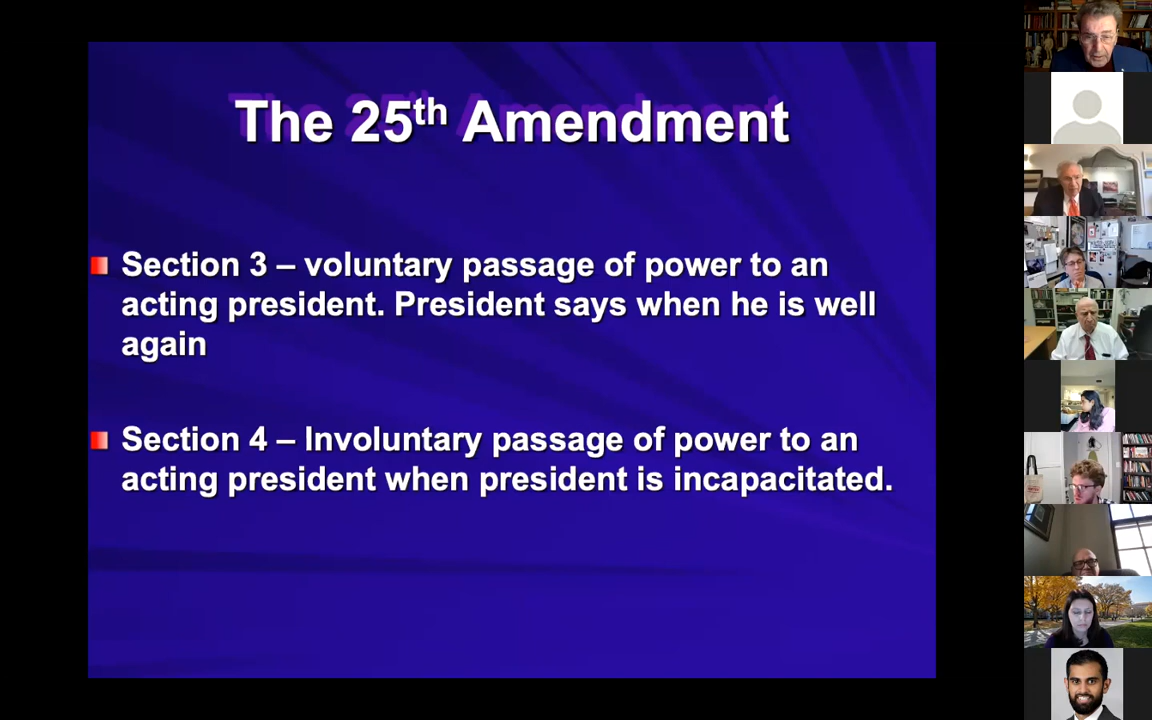 The 25th Amendment
Section 3 – voluntary passage of power to an
acting president. President says when he is well
again
Section 4 – Involuntary passage of power to an
acting president when president is incapacitated.